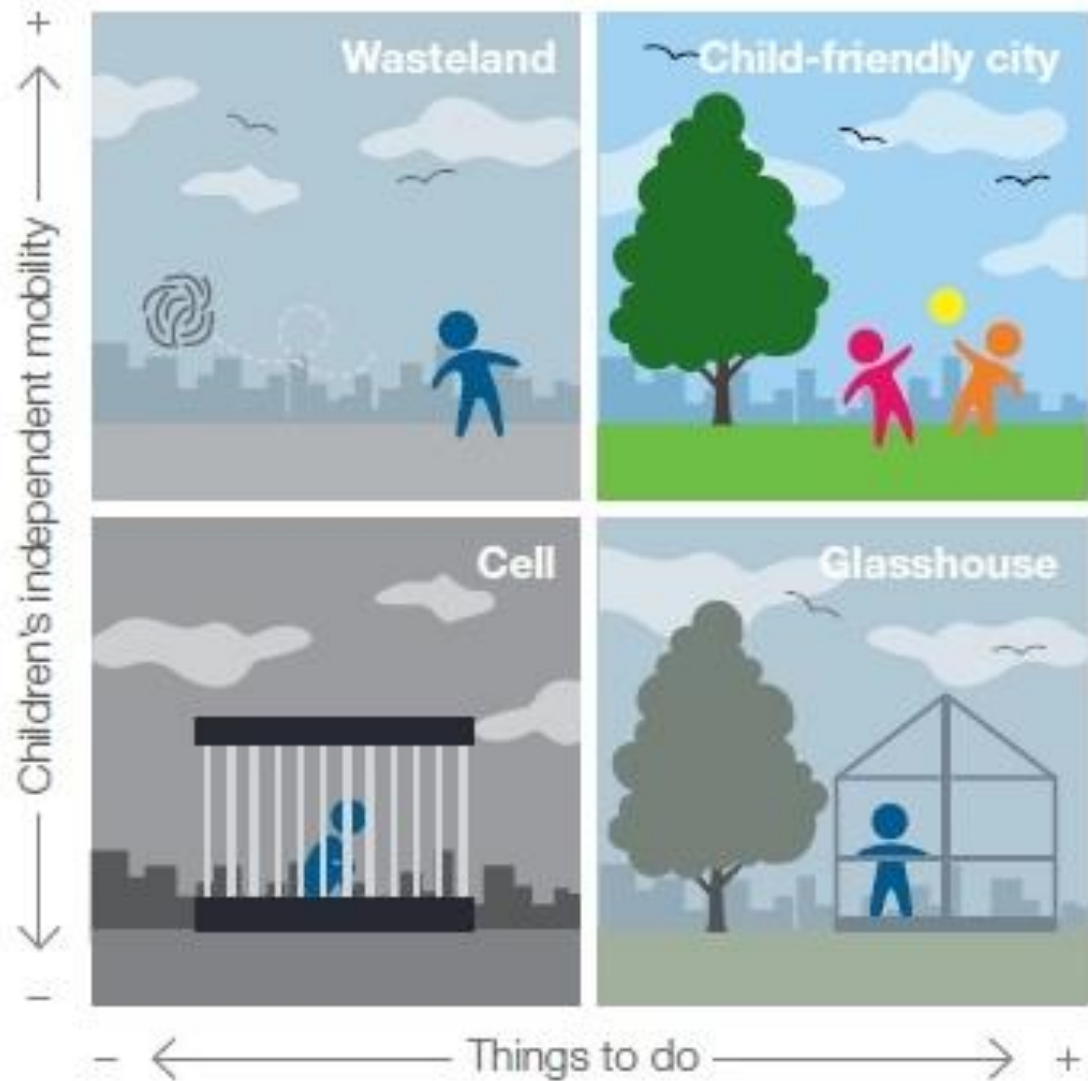 +
Children's independent mobility
–
Wasteland
Child-friendly city
Cell
Glasshouse
–
Things to do
+